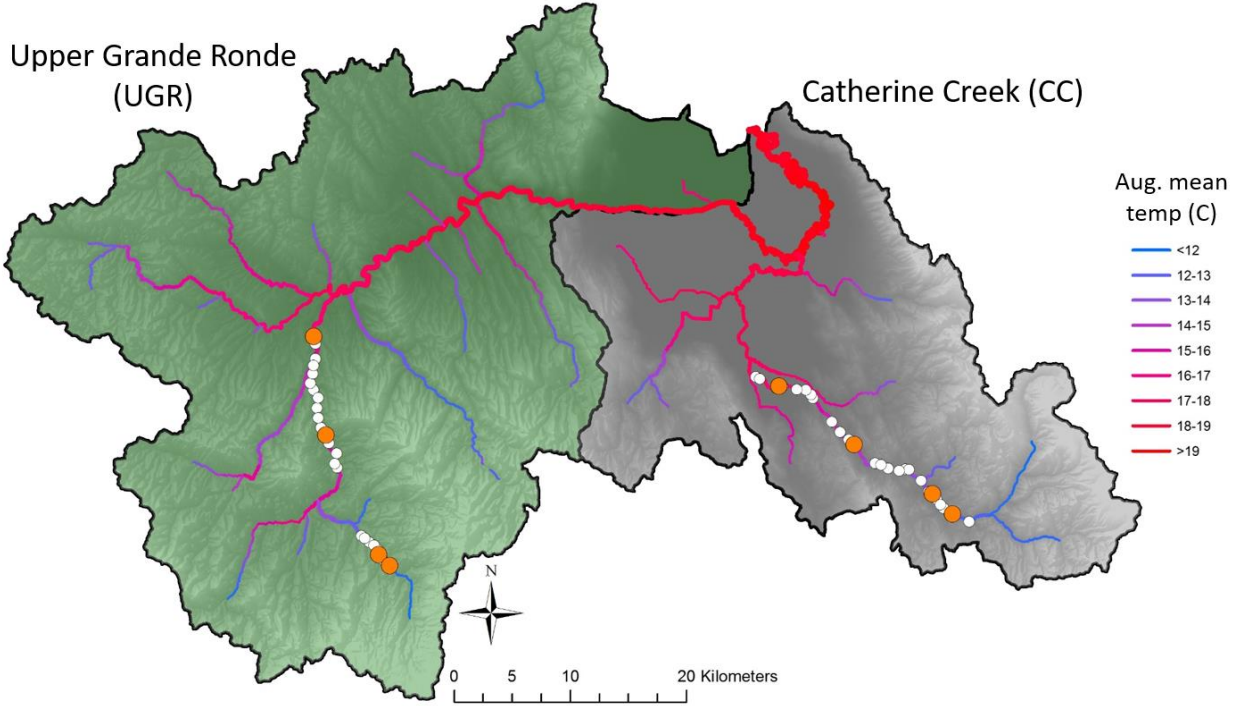 Upper Grande Ronde
(UGR)
Catherine Creek (CC)
Aug. mean
temp (C)
<12
12-13
13-14
14-15
15-16
16-17
17-18
18-19
>19
N
0 5 10 20 Kilometers